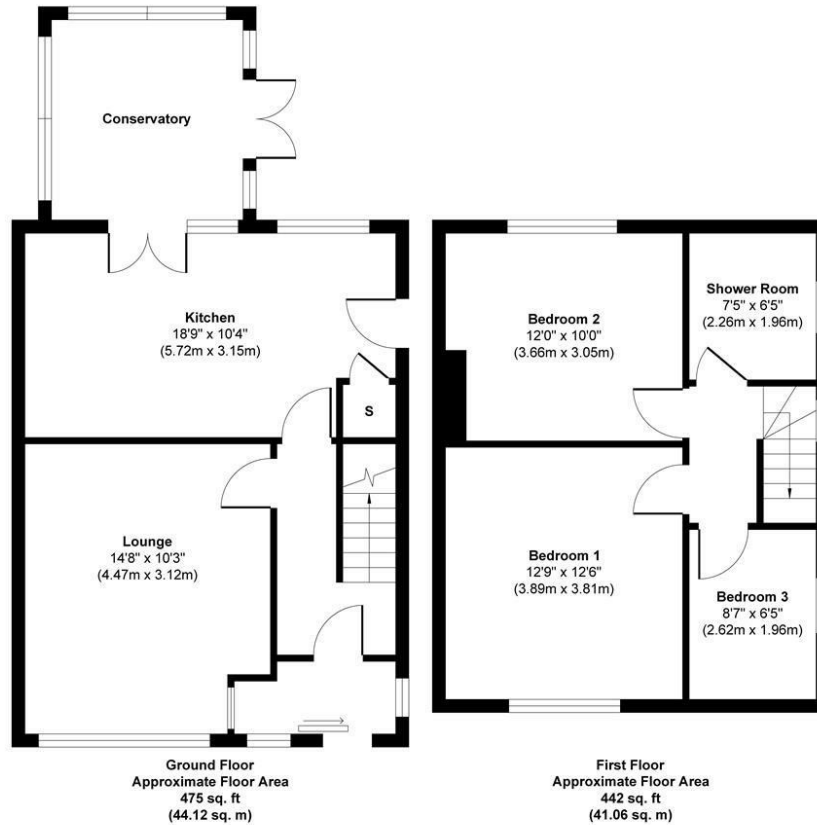 Conservatory
Kitchen
18'9" x 10'4"
(5.72m x 3.15m)
S
Lounge
14'8" x 10'3"
(4.47m x 3.12m)
Ground Floor
Approximate Floor Area
475 sq. ft
(44.12 sq. m)
Bedroom 2
12'0" x 10'0"
(3.66m x 3.05m)
Shower Room
7'5" x 6'5"
(2.26m x 1.96m)
Bedroom 1
12'9" x 12'6"
(3.89m x 3.81m)
Bedroom 3
8'7" x 6'5"
(2.62m x 1.96m)
First Floor
Approximate Floor Area
442 sq. ft
(41.06 sq. m)